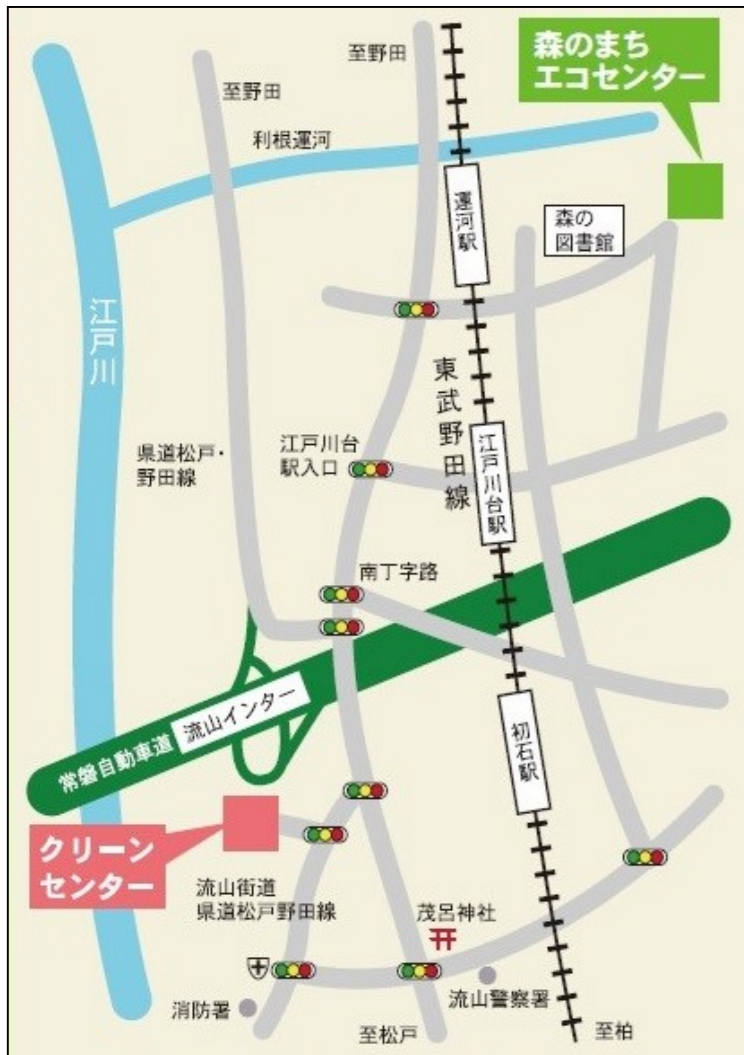 森のまち
エコセンター
至野田
至野田
利根運河
運河駅
森の
図書館
江戸川
東武野田線
県道松戸・
野田線
江戸川台
駅入口
江戸川台駅
南丁字路
常磐自動車道
流山インター
初石駅
クリーン
センター
流山街道
県道松戸野田線
茂呂神社
消防署
流山警察署
至松戸
至柏